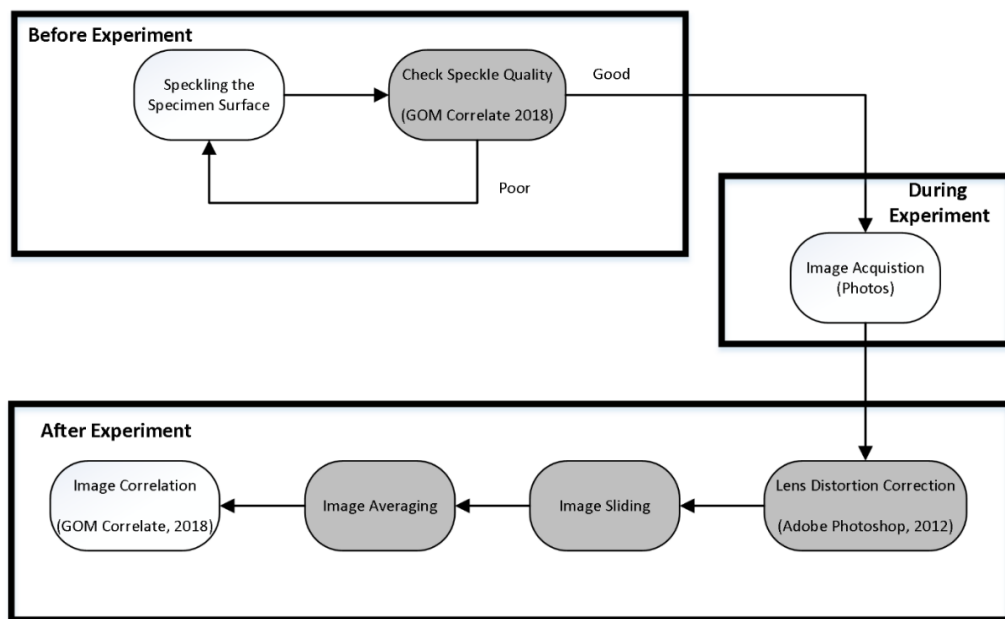 Before Experiment
Speckling the
Specimen Surface
Check Speckle Quality
(GOM Correlate 2018)
Good
Poor
During
Experiment
Image Acquistion
(Photos)
After Experiment
Image Correlation
(GOM Correlate, 2018)
Image Averaging
Image Sliding
Lens Distortion Correction
(Adobe Photoshop, 2012)